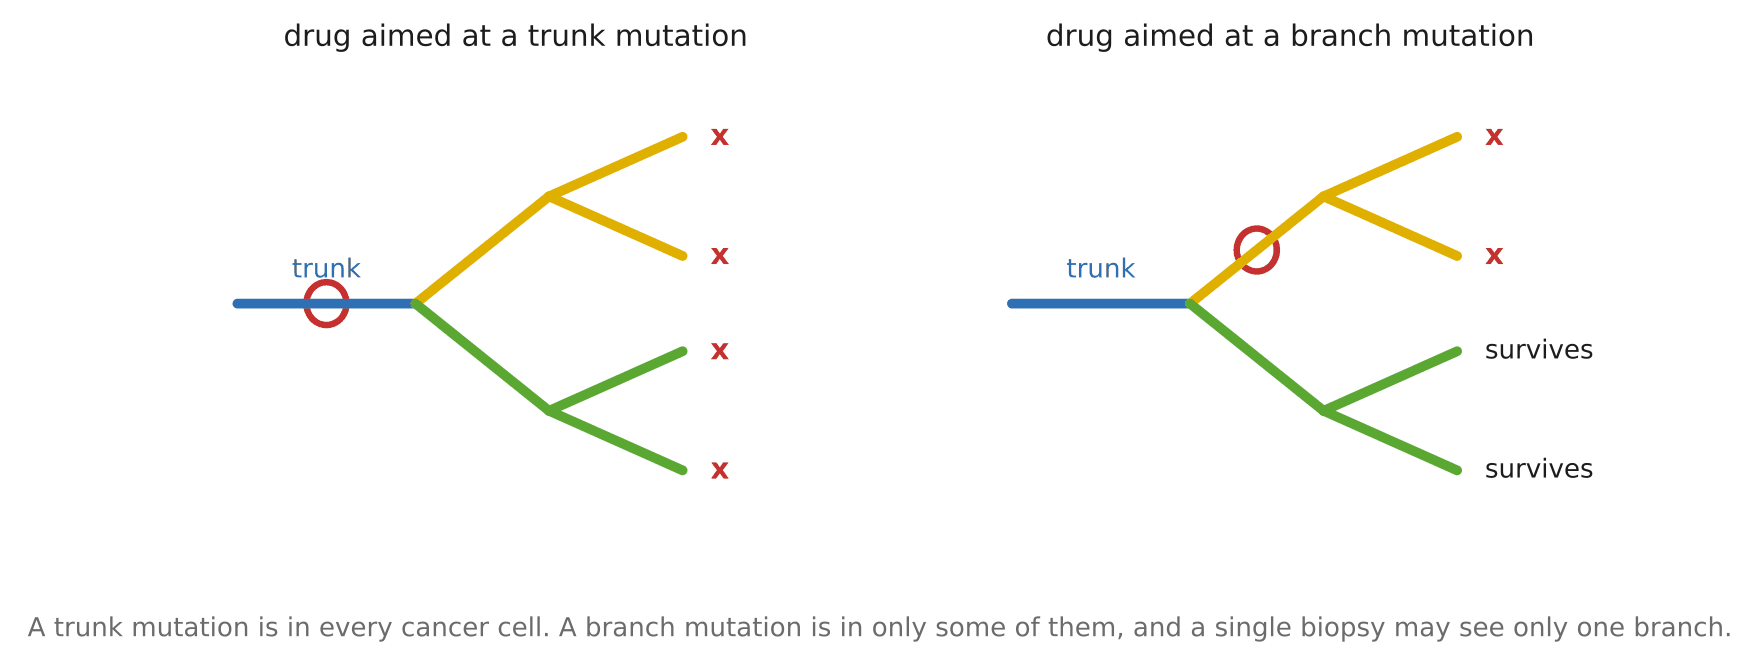 drug aimed at a trunk mutation
x
x
trunk
x
x
drug aimed at a branch mutation
x
x
trunk
survives
survives
A trunk mutation is in every cancer cell. A branch mutation is in only some of them, and a single biopsy may see only one branch.